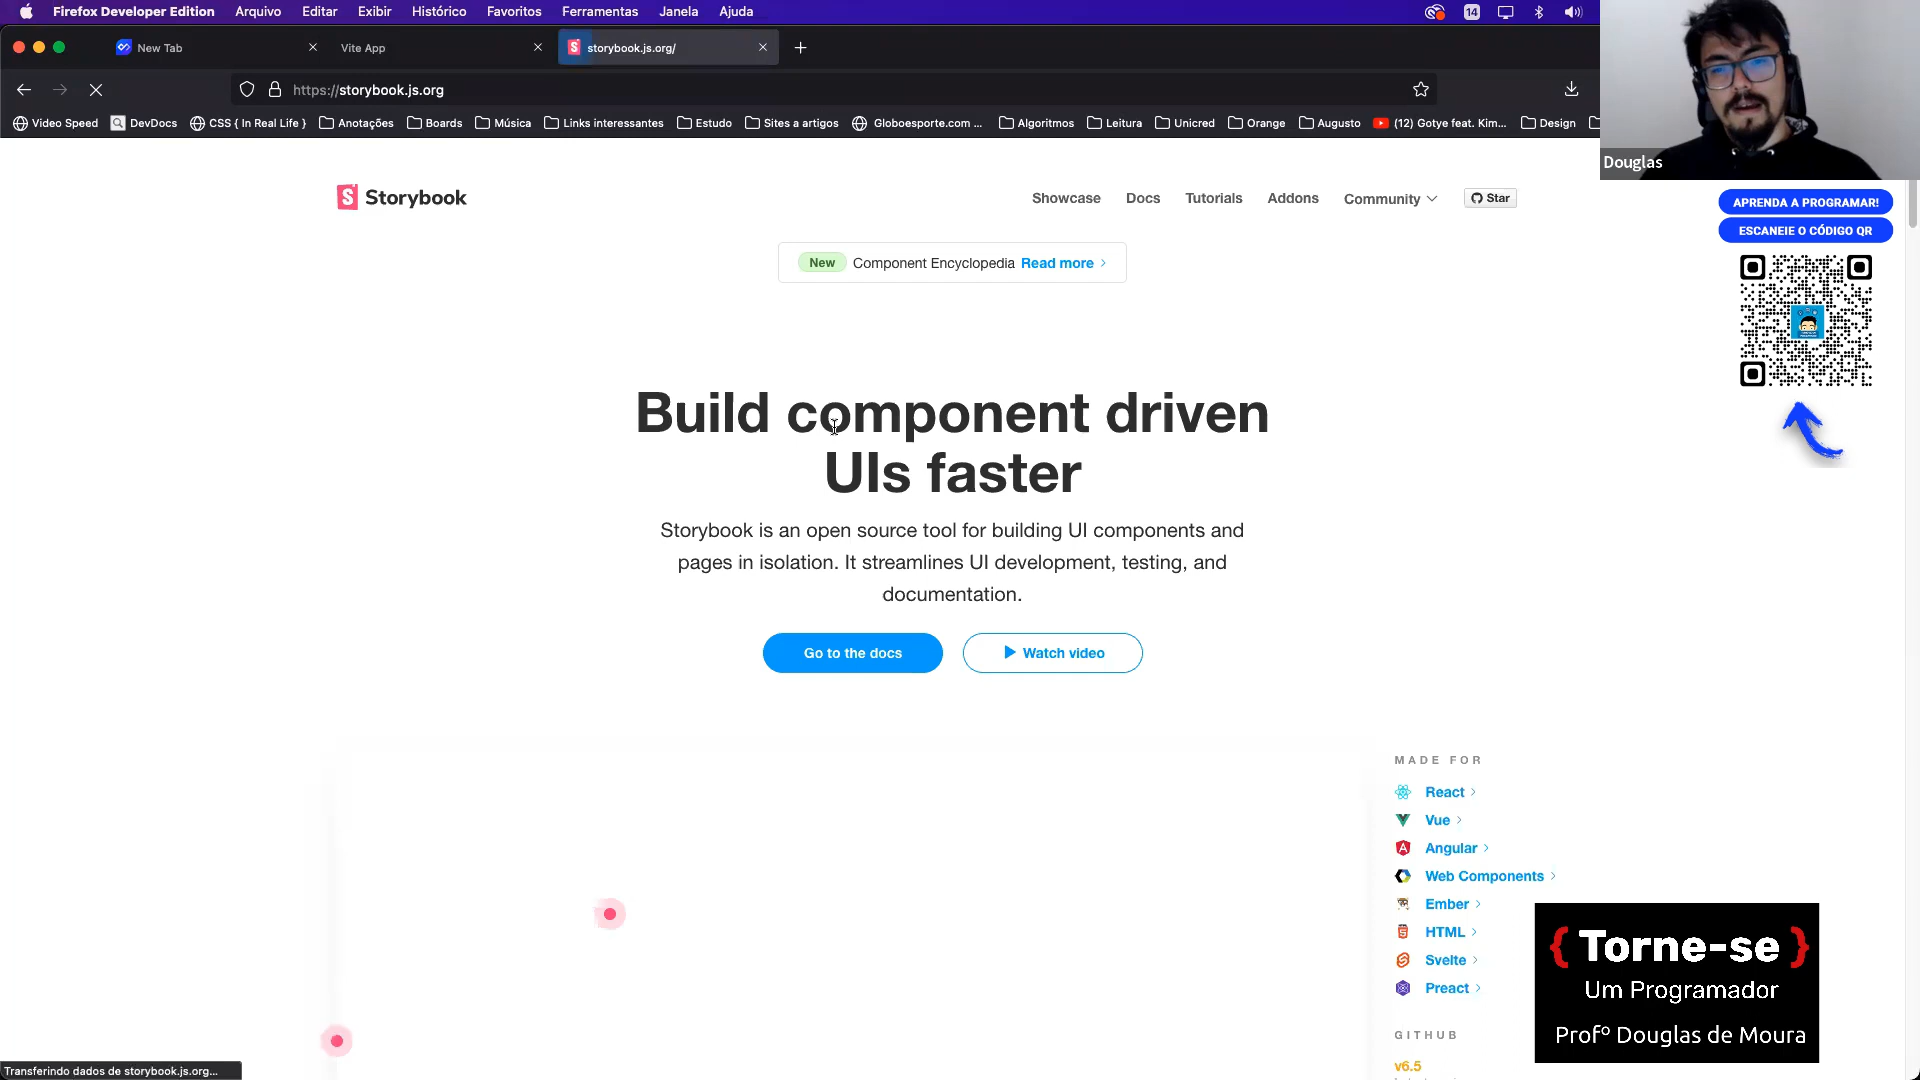 Firefox Developer Edition Arquivo Editar Exibir Histórico Favoritos Ferramentas Janela Ajuda 14
New Tab Vite App storybook.js.org/
https://storybook.js.org
Video Speed DevDocs CSS { In Real Life } Anotações Boards Música Links interessantes Estudo Sites a artigos Globoesporte.com ... Algoritmos Leitura Unicred Orange Augusto (12) Gotye feat. Kim... Design
Douglas
Storybook
Showcase Docs Tutorials Addons Community Star
APRENDA A PROGRAMAR!
ESCANEIE O CÓDIGO QR
New Component Encyclopedia Read more
Build component driven
UIs faster
Storybook is an open source tool for building UI components and
pages in isolation. It streamlines UI development, testing, and
documentation.
Go to the docs Watch video
MADE FOR
React
Vue
Angular
Web Components
Ember
HTML
Svelte
Preact
GITHUB
v6.5
{ Torne-se }
Um Programador
Profº Douglas de Moura
Transferindo dados de storybook.js.org...